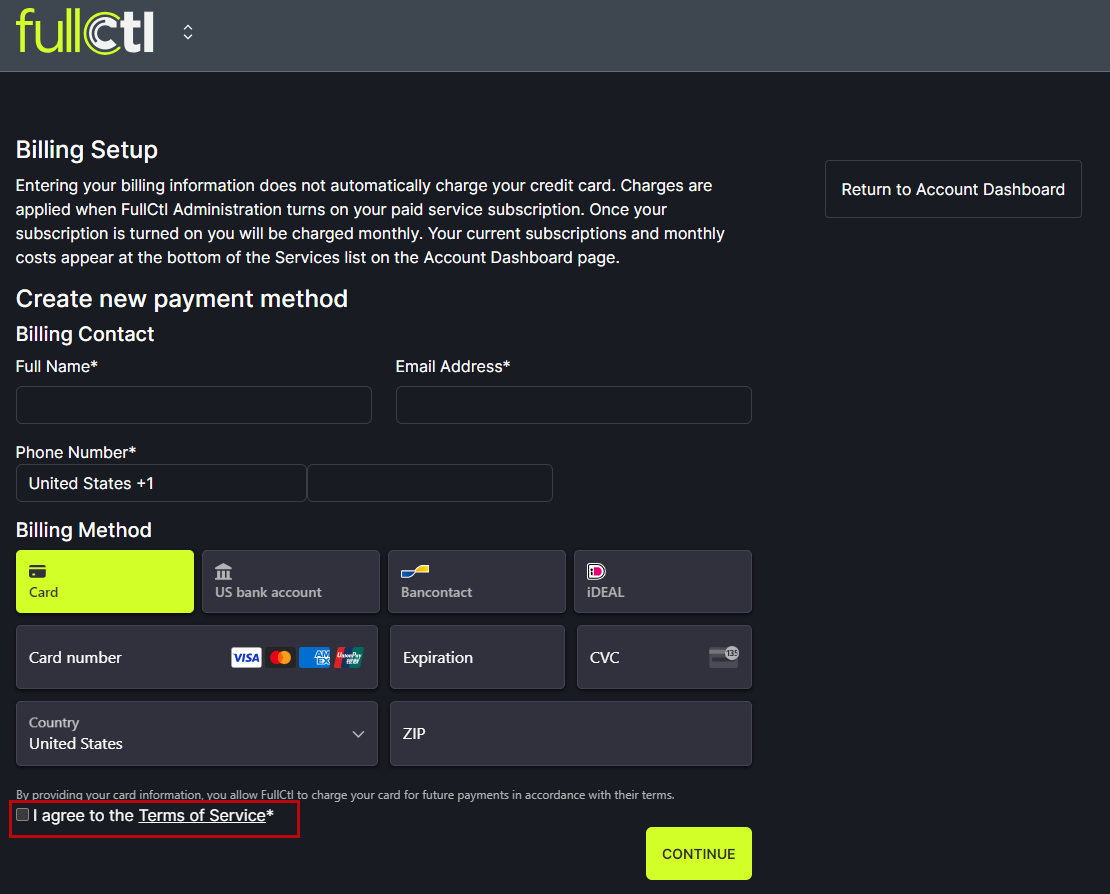 fullCtl
Billing Setup
Entering your billing information does not automatically charge your credit card. Charges are
applied when FullCtl Administration turns on your paid service subscription. Once your
subscription is turned on you will be charged monthly. Your current subscriptions and monthly
costs appear at the bottom of the Services list on the Account Dashboard page.
Return to Account Dashboard
Create new payment method
Billing Contact
Full Name* Email Address*
Phone Number*
United States +1
Billing Method
Card US bank account Bancontact iDEAL
Card number VISA AM EX UnionPay Expiration CVC 135
Country
United States
ZIP
By providing your card information, you allow FullCtl to charge your card for future payments in accordance with their terms.
I agree to the Terms of Service*
CONTINUE